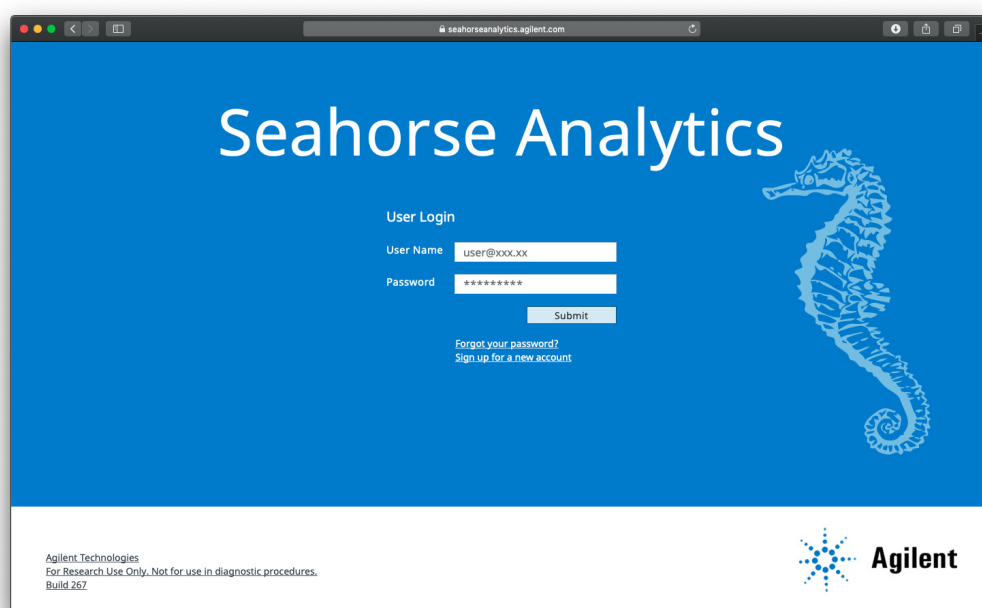 seahorseanalytics.agilent.com
Seahorse Analytics
User Login
User Name user@xxx.xx
Password *********
Submit
Forgot your password?
Sign up for a new account
Agilent Technologies
For Research Use Only. Not for use in diagnostic procedures.
Build 267
Agilent